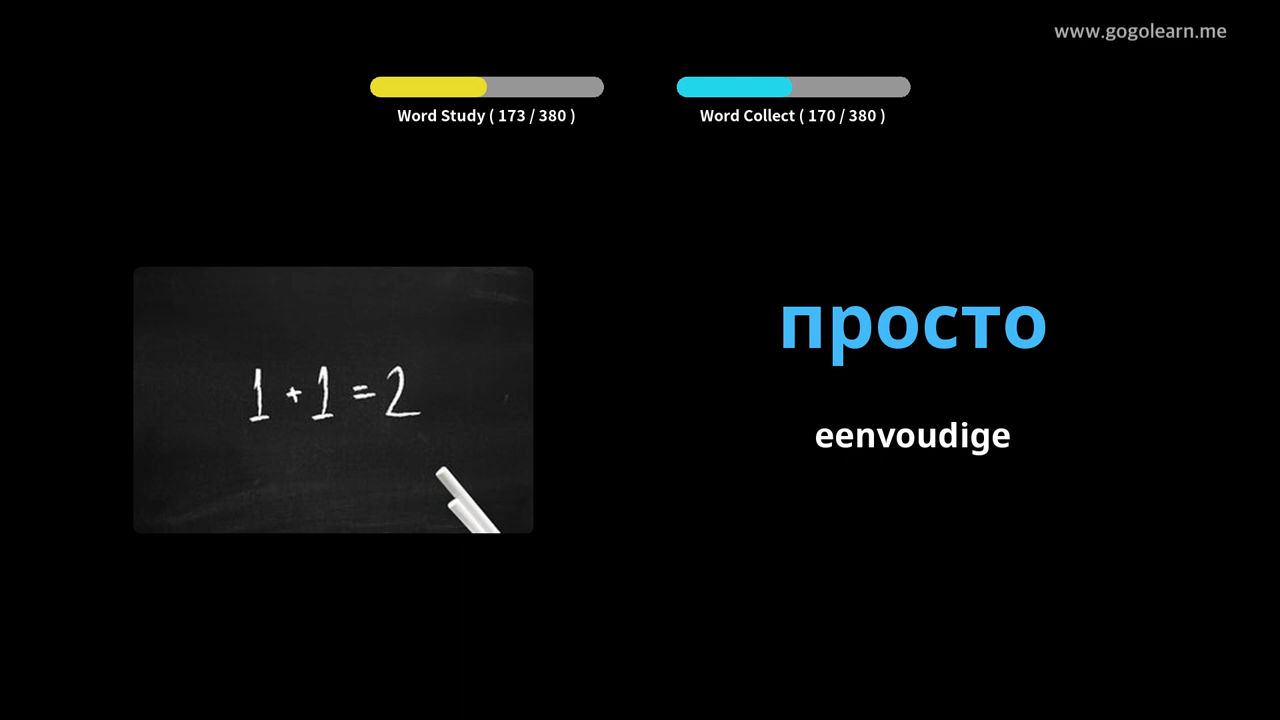 www.gogolearn.me
Word Study ( 173 / 380 )
Word Collect ( 170 / 380 )
1 + 1 = 2
просто
eenvoudige